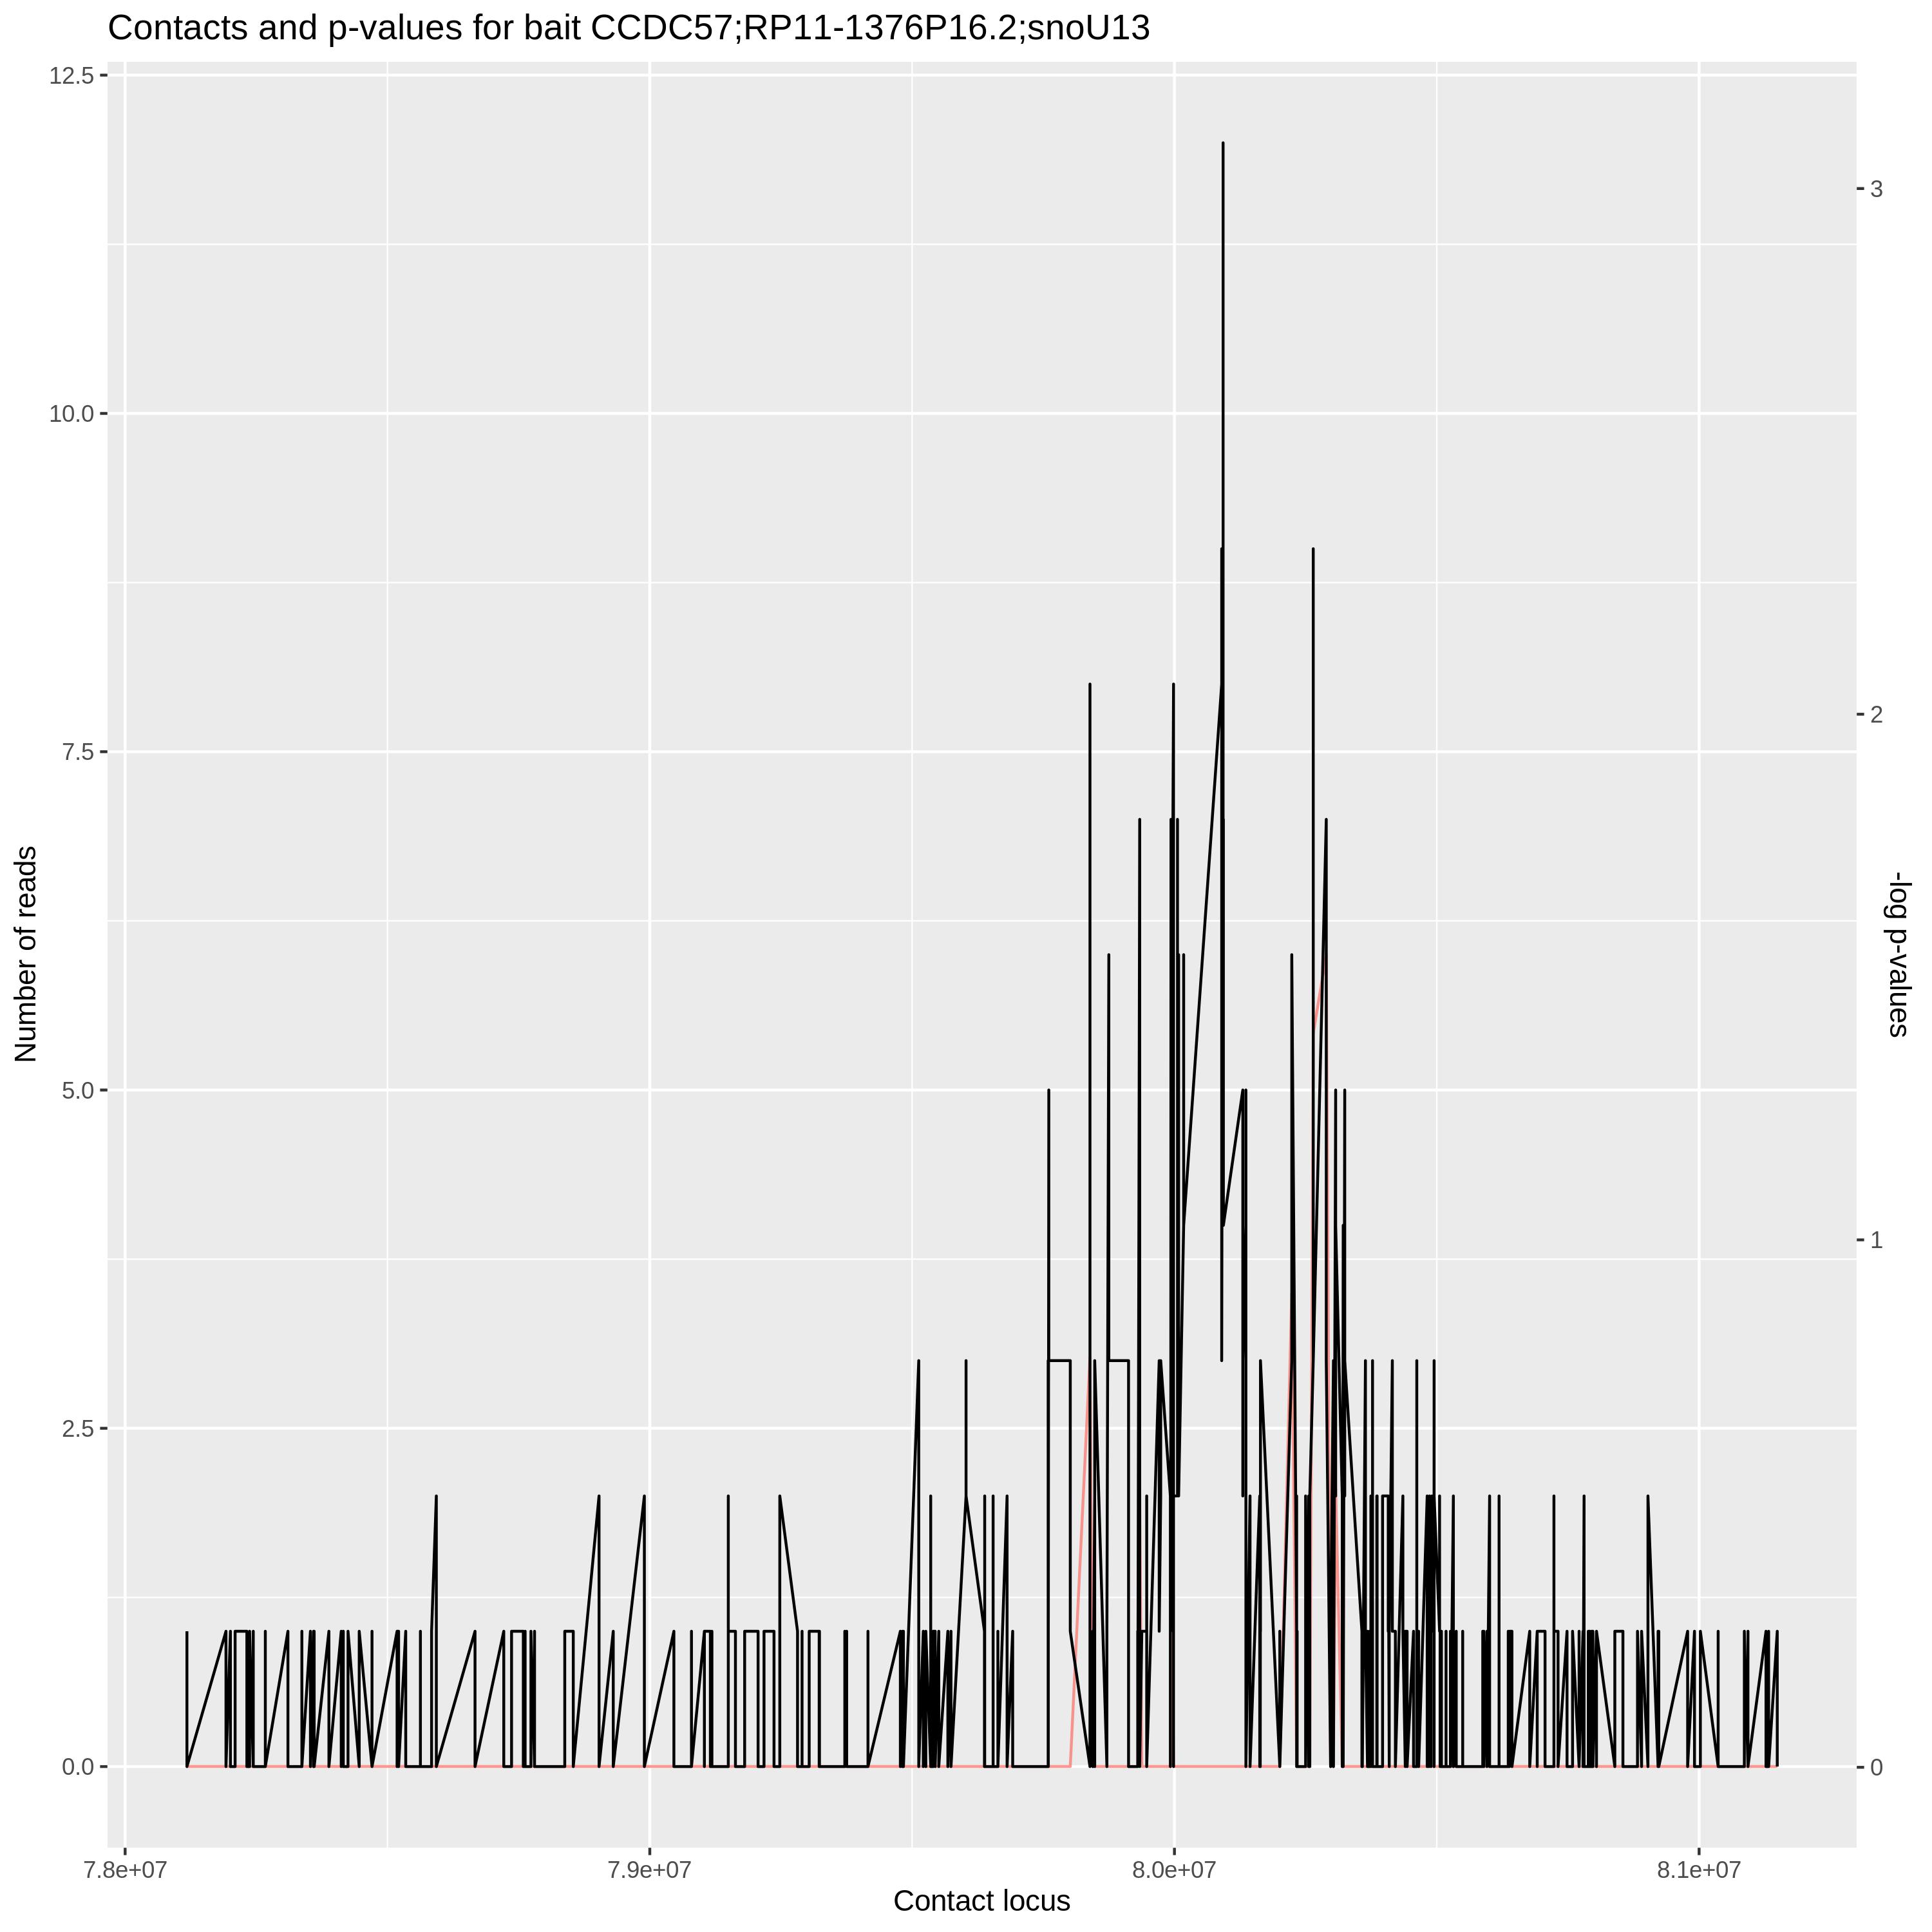 Contacts and p-values for bait CCDC57;RP11-1376P16.2;snoU13
12.5
10.0
7.5
5.0
2.5
0.0
Number of reads
3
2
1
0
-log p-values
7.8e+07
7.9e+07
8.0e+07
8.1e+07
Contact locus